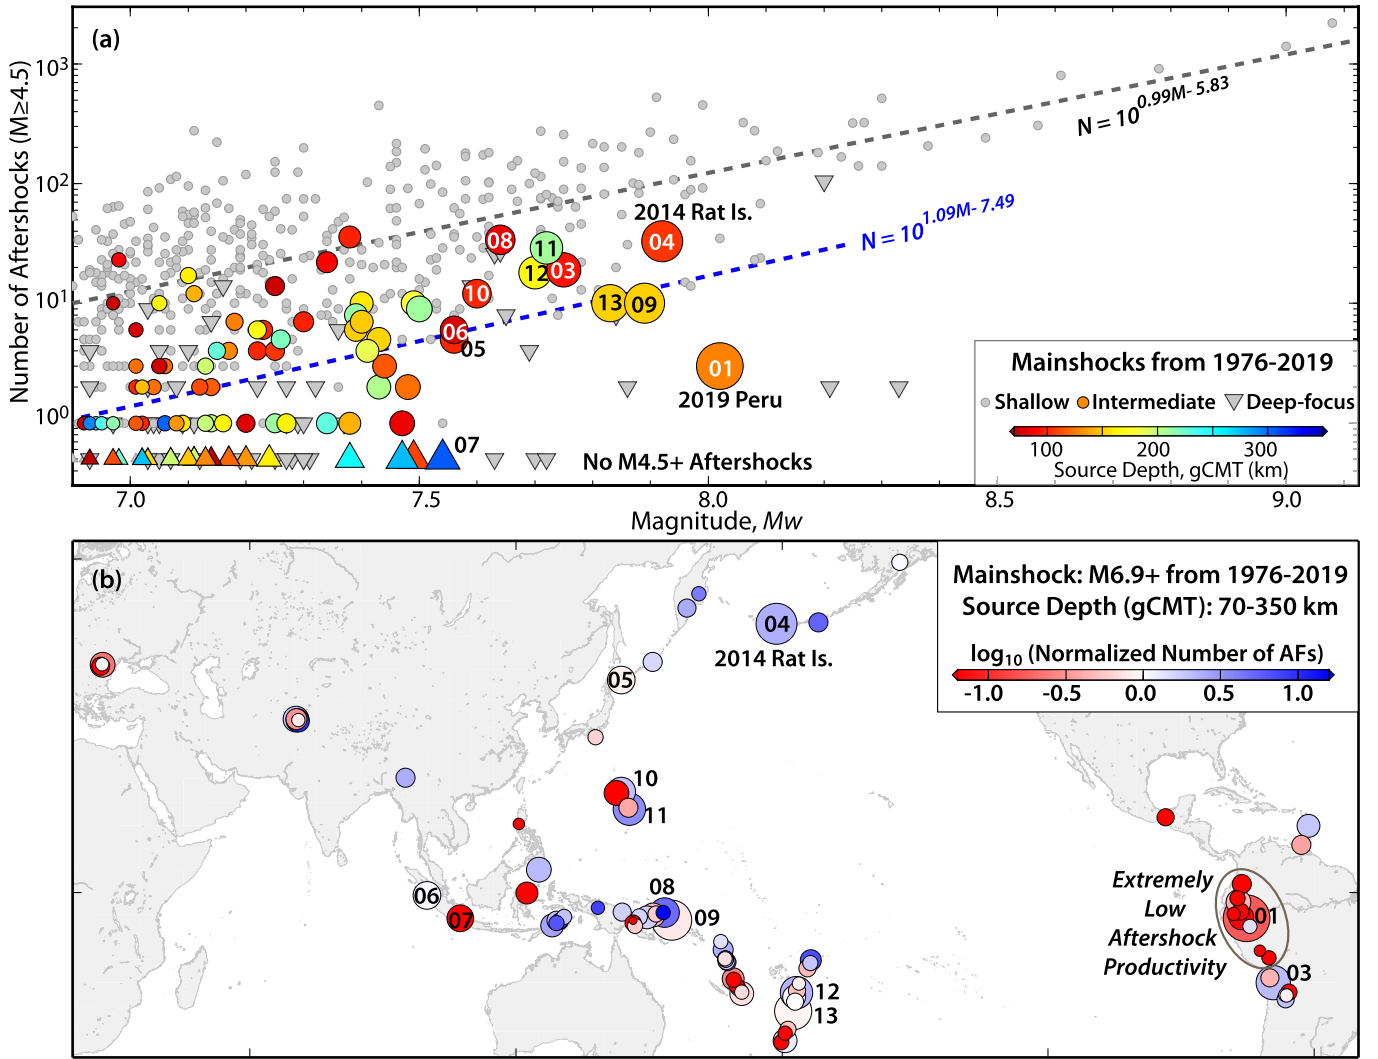 (a)
Number of Aftershocks (M≥4.5)
10³
10²
10¹
10⁰
N = 10^0.99M- 5.83
N = 10^1.09M- 7.49
2014 Rat Is.
08
11
04
12
03
10
13
09
06
05
01
2019 Peru
07
No M4.5+ Aftershocks
Mainshocks from 1976-2019
Shallow Intermediate Deep-focus
100 200 300
Source Depth, gCMT (km)
7.0 7.5 8.0 8.5 9.0
Magnitude, Mw
(b)
Mainshock: M6.9+ from 1976-2019
Source Depth (gCMT): 70-350 km
log₁₀ (Normalized Number of AFs)
-1.0 -0.5 0.0 0.5 1.0
04
2014 Rat Is.
05
10
11
06
07
08
09
Extremely
Low
Aftershock
Productivity
01
03
12
13